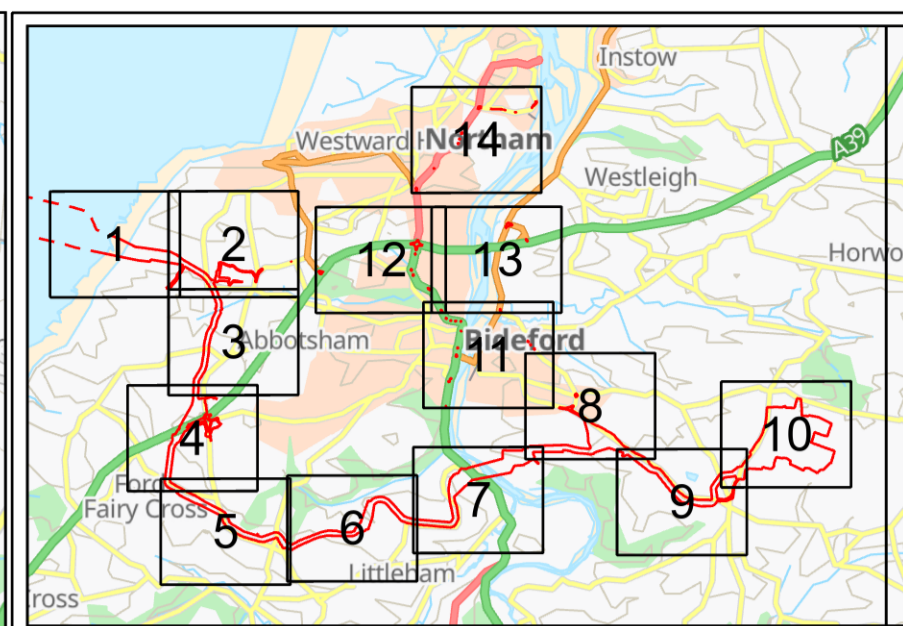 Instow
14
Westward H
Northam
A39
Westleigh
1
2
12
13
Horwo
3
Abbotsham
11
Bideford
8
4
10
Ford
Fairy Cross
5
6
7
9
Littleham
ross